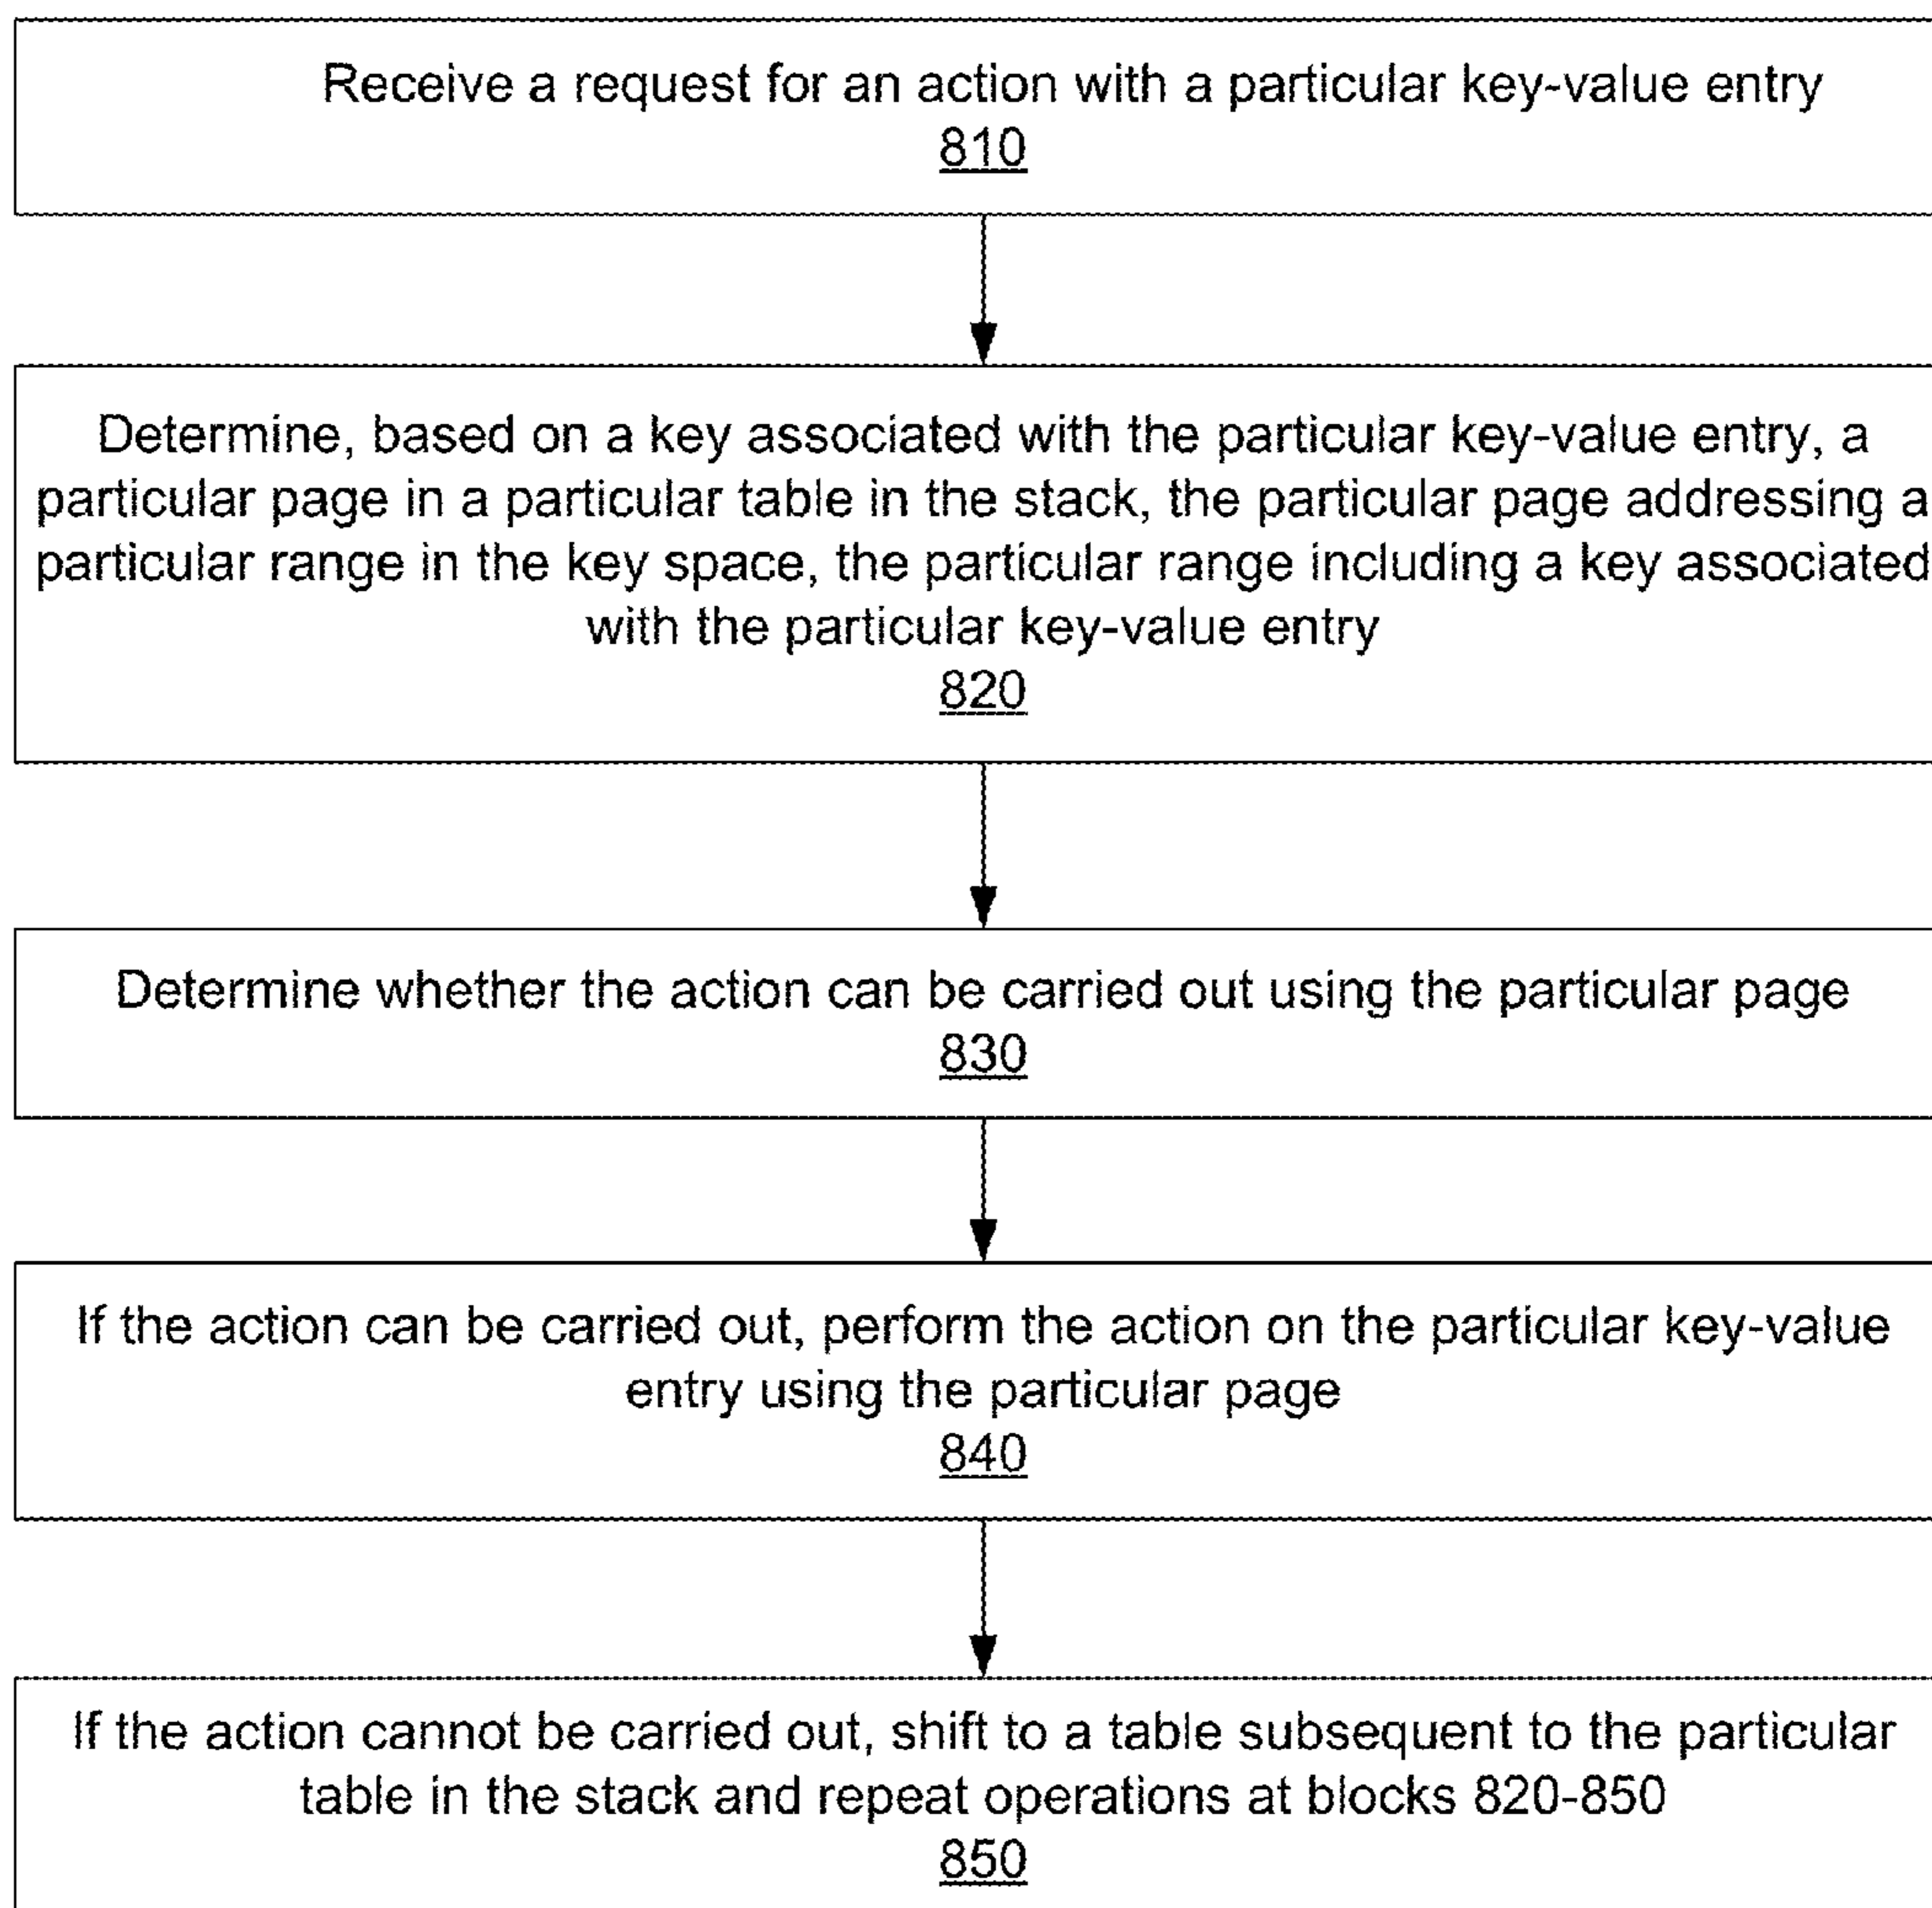 Receive a request for an action with a particular key-value entry
810
Determine, based on a key associated with the particular key-value entry, a
particular page in a particular table in the stack, the particular page addressing a
particular range in the key space, the particular range including a key associated
with the particular key-value entry
820
Determine whether the action can be carried out using the particular page
830
If the action can be carried out, perform the action on the particular key-value
entry using the particular page
840
If the action cannot be carried out, shift to a table subsequent to the particular
table in the stack and repeat operations at blocks 820-850
850